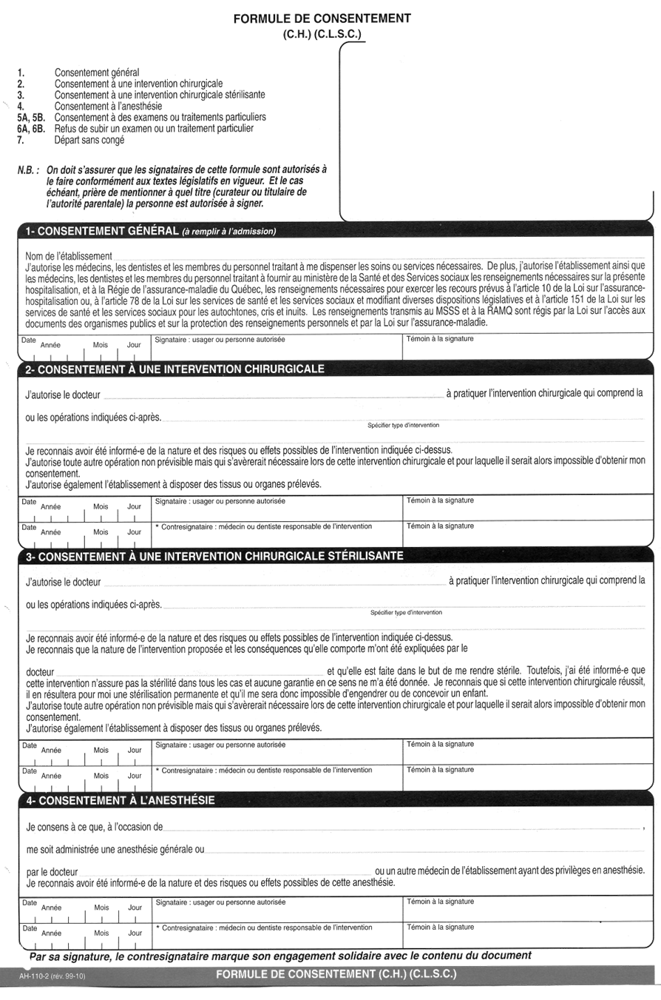 FORMULE DE CONSENTEMENT
(C.H.) (C.L.S.C.)
1. Consentement général
2. Consentement à une intervention chirurgicale
3. Consentement à une intervention chirurgicale stérilisante
4. Consentement à l'anesthésie
5A, 5B. Consentement à des examens ou traitements particuliers
6A, 6B. Refus de subir un examen ou un traitement particulier
7. Départ sans congé
N.B. : On doit s'assurer que les signataires de cette formule sont autorisés à
le faire conformément aux textes législatifs en vigueur. Et le cas
échéant, prière de mentionner à quel titre (curateur ou titulaire de
l'autorité parentale) la personne est autorisée à signer.
1- CONSENTEMENT GÉNÉRAL (à remplir à l'admission)
Nom de l'établissement
J'autorise les médecins, les dentistes et les membres du personnel traitant à me dispenser les soins ou services nécessaires. De plus, j'autorise l'établissement ainsi que
les médecins, les dentistes et les membres du personnel traitant à fournir au ministère de la Santé et des Services sociaux les renseignements nécessaires sur la présente
hospitalisation, et à la Régie de l'assurance-maladie du Québec, les renseignements nécessaires pour exercer les recours prévus à l'article 10 de la Loi sur l'assurance-
hospitalisation ou, à l'article 78 de la Loi sur les services de santé et les services sociaux et modifiant diverses dispositions législatives et à l'article 151 de la Loi sur les
services de santé et les services sociaux pour les autochtones, cris et inuits. Les renseignements transmis au MSSS et à la RAMQ sont régis par la Loi sur l'accès aux
documents des organismes publics et sur la protection des renseignements personnels et par la Loi sur l'assurance-maladie.
Date Année Mois Jour Signataire : usager ou personne autorisée Témoin à la signature
2- CONSENTEMENT À UNE INTERVENTION CHIRURGICALE
J'autorise le docteur à pratiquer l'intervention chirurgicale qui comprend la
ou les opérations indiquées ci-après.
Spécifier type d'intervention
Je reconnais avoir été informé-e de la nature et des risques ou effets possibles de l'intervention indiquée ci-dessus.
J'autorise toute autre opération non prévisible mais qui s'avèrerait nécessaire lors de cette intervention chirurgicale et pour laquelle il serait alors impossible d'obtenir mon
consentement.
J'autorise également l'établissement à disposer des tissus ou organes prélevés.
Date Année Mois Jour Signataire : usager ou personne autorisée Témoin à la signature
Date Année Mois Jour * Contresignataire : médecin ou dentiste responsable de l'intervention Témoin à la signature
3- CONSENTEMENT À UNE INTERVENTION CHIRURGICALE STÉRILISANTE
J'autorise le docteur à pratiquer l'intervention chirurgicale qui comprend la
ou les opérations indiquées ci-après.
Spécifier type d'intervention
Je reconnais avoir été informé-e de la nature et des risques ou effets possibles de l'intervention indiquée ci-dessus.
Je reconnais que la nature de l'intervention proposée et les conséquences qu'elle comporte m'ont été expliquées par le
docteur et qu'elle est faite dans le but de me rendre stérile. Toutefois, j'ai été informé-e que
cette intervention n'assure pas la stérilité dans tous les cas et aucune garantie en ce sens ne m'a été donnée. Je reconnais que si cette intervention chirurgicale réussit,
il en résultera pour moi une stérilisation permanente et qu'il me sera donc impossible d'engendrer ou de concevoir un enfant.
J'autorise toute autre opération non prévisible mais qui s'avèrerait nécessaire lors de cette intervention chirurgicale et pour laquelle il serait alors impossible d'obtenir mon
consentement.
J'autorise également l'établissement à disposer des tissus ou organes prélevés.
Date Année Mois Jour Signataire : usager ou personne autorisée Témoin à la signature
Date Année Mois Jour * Contresignataire : médecin ou dentiste responsable de l'intervention Témoin à la signature
4- CONSENTEMENT À L'ANESTHÉSIE
Je consens à ce que, à l'occasion de ,
me soit administrée une anesthésie générale ou
par le docteur ou un autre médecin de l'établissement ayant des privilèges en anesthésie.
Je reconnais avoir été informé-e de la nature et des risques ou effets possibles de cette anesthésie.
Date Année Mois Jour Signataire : usager ou personne autorisée Témoin à la signature
Date Année Mois Jour * Contresignataire : médecin ou dentiste responsable de l'intervention Témoin à la signature
Par sa signature, le contresignataire marque son engagement solidaire avec le contenu du document
AH-110-2 (rév. 99-10) FORMULE DE CONSENTEMENT (C.H.) (C.L.S.C.)